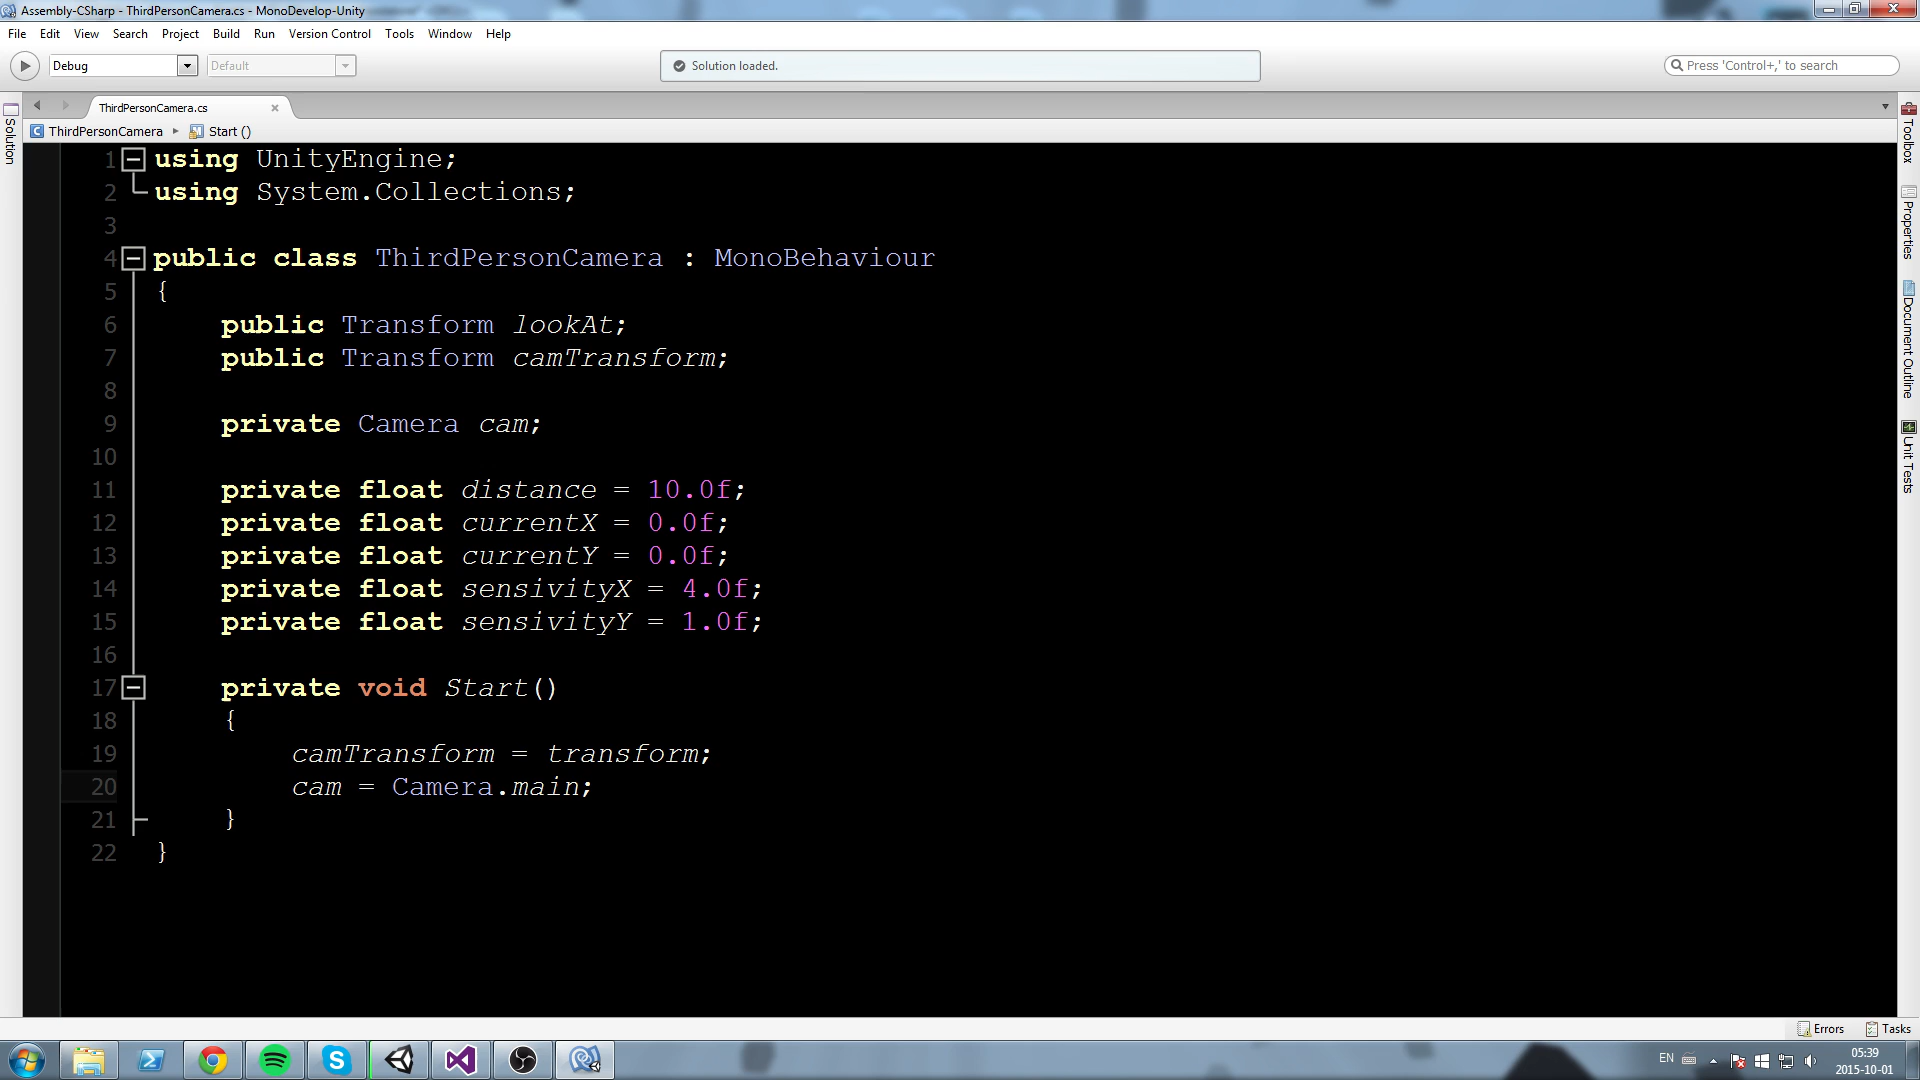 Assembly-CSharp - ThirdPersonCamera.cs - MonoDevelop-Unity
File Edit View Search Project Build Run Version Control Tools Window Help
Debug Default Solution loaded. Press 'Control+,' to search
ThirdPersonCamera.cs
ThirdPersonCamera Start ()
Solution
1 using UnityEngine;
2 using System.Collections;
3
4 public class ThirdPersonCamera : MonoBehaviour
5 {
6 public Transform lookAt;
7 public Transform camTransform;
8
9 private Camera cam;
10
11 private float distance = 10.0f;
12 private float currentX = 0.0f;
13 private float currentY = 0.0f;
14 private float sensivityX = 4.0f;
15 private float sensivityY = 1.0f;
16
17 private void Start()
18 {
19 camTransform = transform;
20 cam = Camera.main;
21 }
22 }
Toolbox
Properties
Document Outline
Unit Tests
Errors Tasks
EN 05:39
2015-10-01